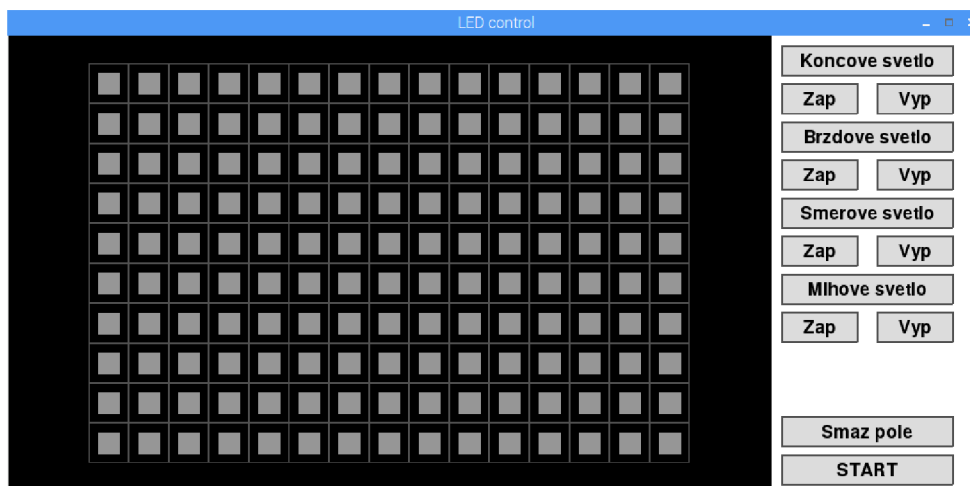 LED control
Koncove svetlo
Zap Vyp
Brzdove svetlo
Zap Vyp
Smerove svetlo
Zap Vyp
Mlhove svetlo
Zap Vyp
Smaz pole
START